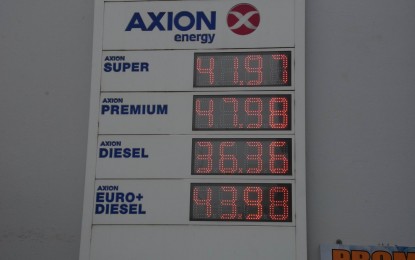 AXION
energy
AXION
SUPER
41.97
AXION
PREMIUM
47.98
AXION
DIESEL
36.36
AXION
EURO+
DIESEL
43.98